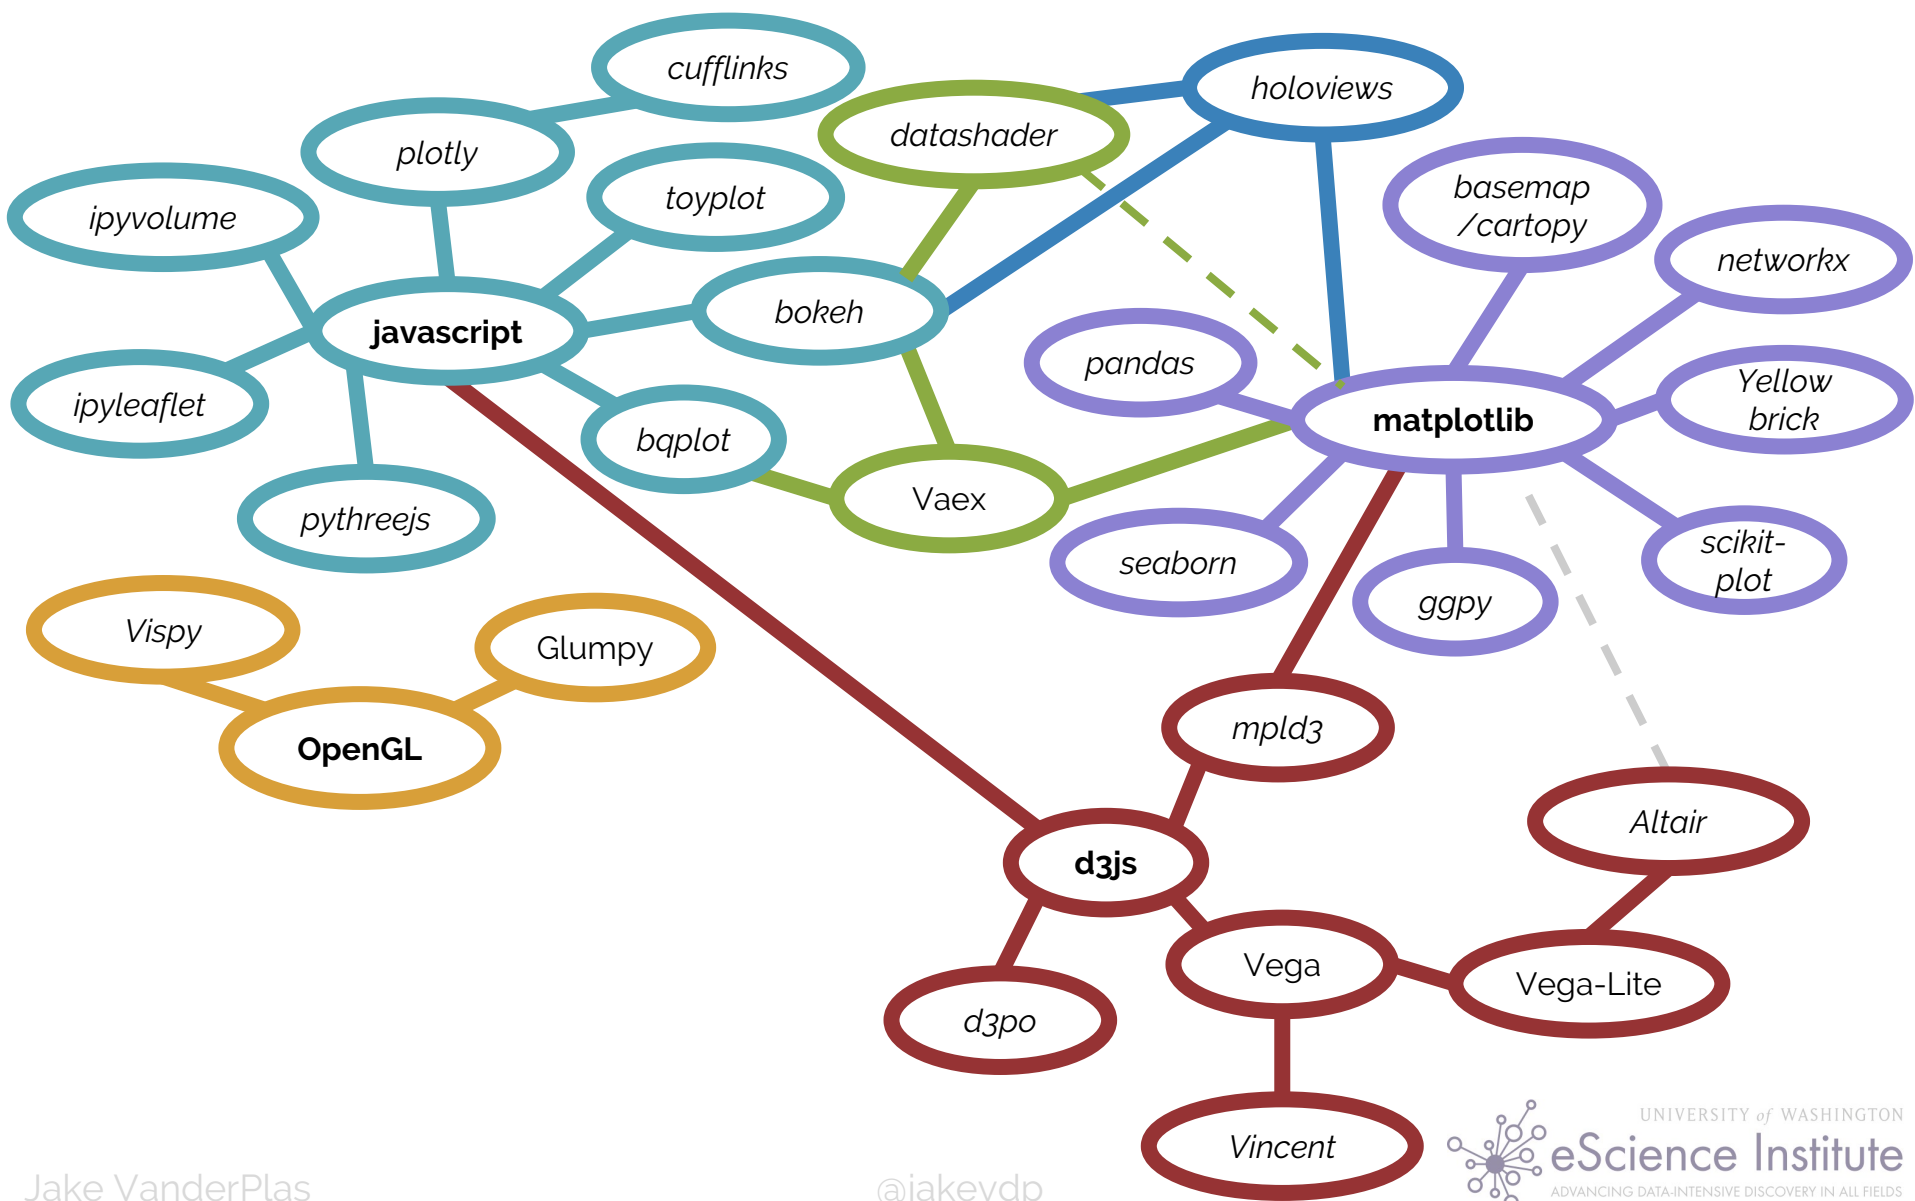 cufflinks
holoviews
datashader
plotly
basemap
/cartopy
toyplot
ipyvolume
networkx
bokeh
javascript
pandas
Yellow
brick
ipyleaflet
matplotlib
bqplot
Vaex
pythreejs
seaborn
scikit-
plot
ggpy
Vispy
Glumpy
OpenGL
mpld3
Altair
d3js
Vega
Vega-Lite
d3po
Vincent
UNIVERSITY of WASHINGTON
eScience Institute
ADVANCING DATA-INTENSIVE DISCOVERY IN ALL FIELDS
Jake VanderPlas
@jakevdp